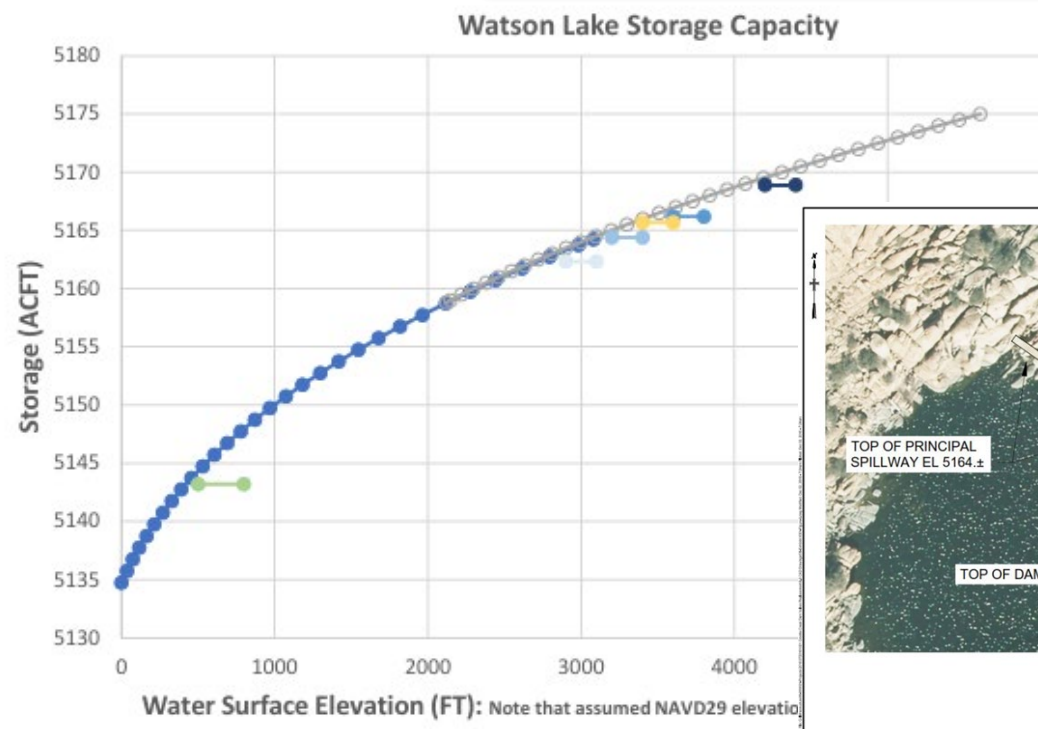 Watson Lake Storage Capacity
5180
5175
5170
5165
5160
5155
5150
5145
5140
5135
5130
Storage (ACFT)
0 1000 2000 3000 4000
Water Surface Elevation (FT): Note that assumed NAVD29 elevatio
TOP OF PRINCIPAL
SPILLWAY EL 5164.±
TOP OF DAM